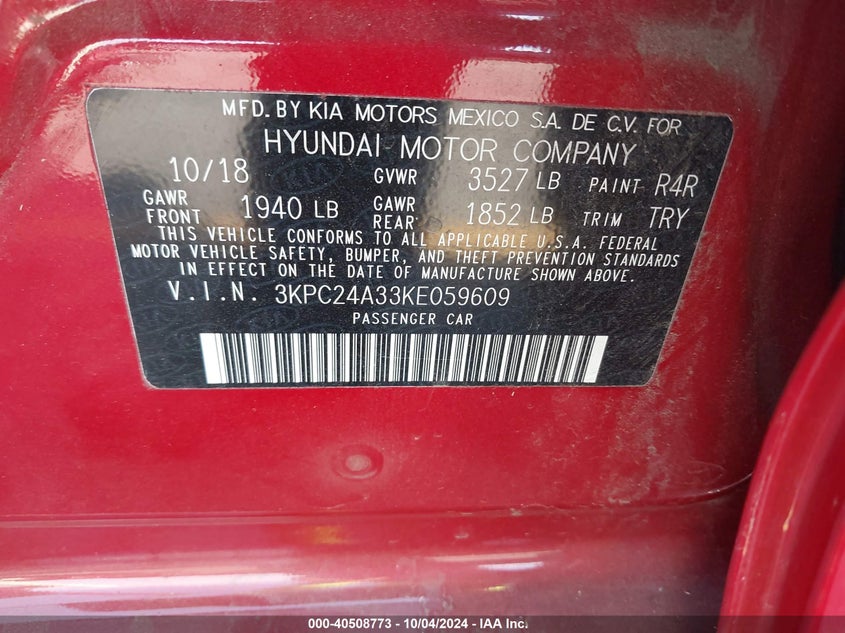 MFD. BY KIA MOTORS MEXICO S.A. DE C.V. FOR
HYUNDAI MOTOR COMPANY
10/18 GVWR 3527 LB PAINT R4R
GAWR FRONT 1940 LB GAWR REAR 1852 LB TRIM TRY
THIS VEHICLE CONFORMS TO ALL APPLICABLE U.S.A. FEDERAL
MOTOR VEHICLE SAFETY, BUMPER, AND THEFT PREVENTION STANDARDS
IN EFFECT ON THE DATE OF MANUFACTURE SHOWN ABOVE.
V.I.N. 3KPC24A33KE059609
PASSENGER CAR
000-40508773 - 10/04/2024 - IAA Inc.